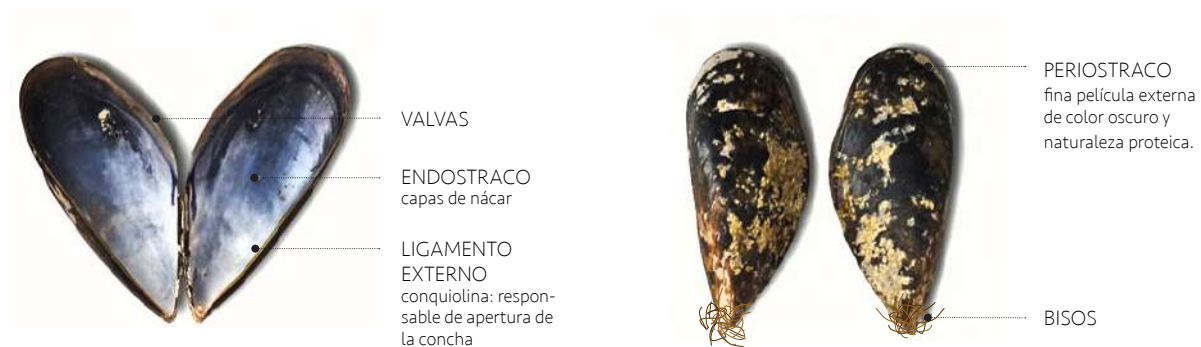 VALVAS
ENDOSTRACO
capas de nácar
LIGAMENTO
EXTERNO
conquiolina: respon-
sable de apertura de
la concha
PERIOSTRACO
fina película externa
de color oscuro y
naturaleza proteica.
BISOS